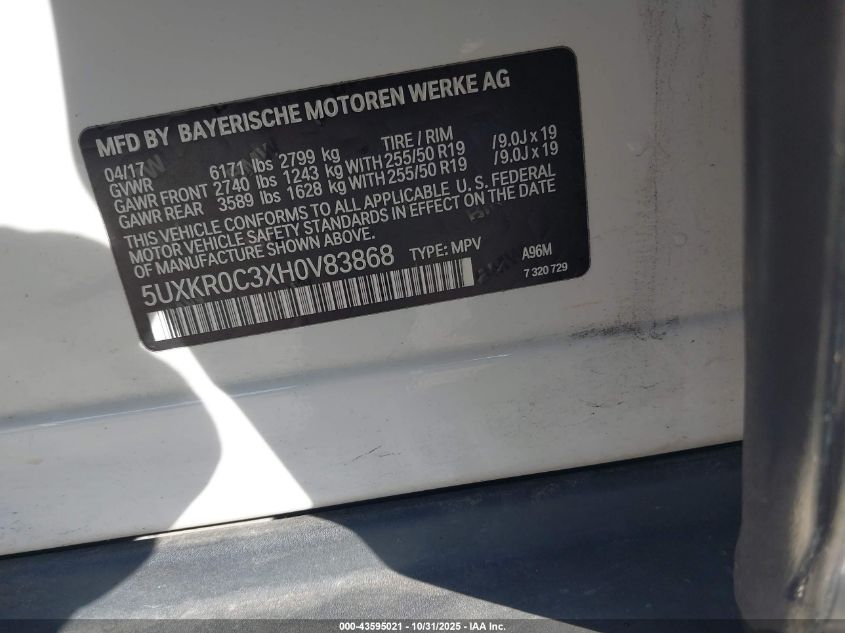 MFD BY BAYERISCHE MOTOREN WERKE AG
04/17 TIRE / RIM
GVWR 6171 lbs 2799 kg
GAWR FRONT 2740 lbs 1243 kg WITH 255/50 R19 /9.0J x 19
GAWR REAR 3589 lbs 1628 kg WITH 255/50 R19 /9.0J x 19
THIS VEHICLE CONFORMS TO ALL APPLICABLE U.S. FEDERAL
MOTOR VEHICLE SAFETY STANDARDS IN EFFECT ON THE DATE
OF MANUFACTURE SHOWN ABOVE.
5UXKR0C3XH0V83868 TYPE: MPV A96M
7 320 729
000-43595021 - 10/31/2025 - IAA Inc.